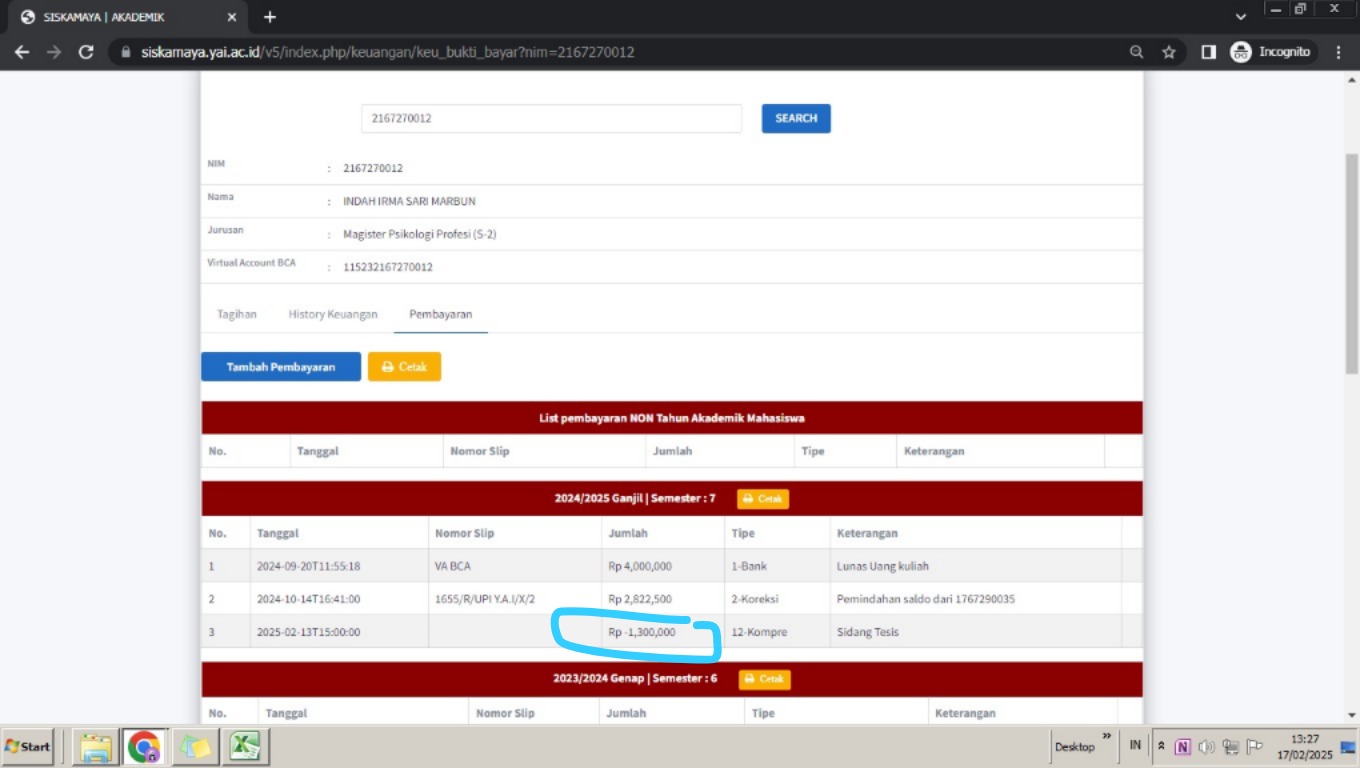 SISKAMAYA | AKADEMIK
siskamaya.yai.ac.id/v5/index.php/keuangan/keu_bukti_bayar?nim=2167270012
Incognito
2167270012 SEARCH
NIM : 2167270012
Nama : INDAH IRMA SARI MARBUN
Jurusan : Magister Psikologi Profesi (S-2)
Virtual Account BCA : 115232167270012
Tagihan History Keuangan Pembayaran
Tambah Pembayaran Cetak
List pembayaran NON Tahun Akademik Mahasiswa
No. Tanggal Nomor Slip Jumlah Tipe Keterangan
2024/2025 Ganjil | Semester : 7 Cetak
No. Tanggal Nomor Slip Jumlah Tipe Keterangan
1 2024-09-20T11:55:18 VA BCA Rp 4,000,000 1-Bank Lunas Uang kuliah
2 2024-10-14T16:41:00 1655/R/UPI Y.A.I/X/2 Rp 2,822,500 2-Koreksi Pemindahan saldo dari 1767290035
3 2025-02-13T15:00:00 Rp -1,300,000 12-Kompre Sidang Tesis
2023/2024 Genap | Semester : 6 Cetak
No. Tanggal Nomor Slip Jumlah Tipe Keterangan
Start Desktop » IN 13:27
17/02/2025